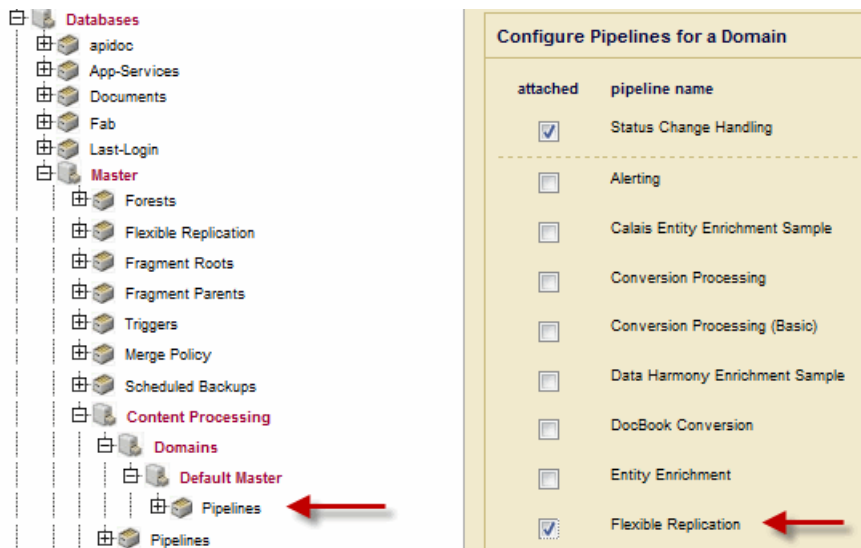 Databases
apidoc
App-Services
Documents
Fab
Last-Login
Master
Forests
Flexible Replication
Fragment Roots
Fragment Parents
Triggers
Merge Policy
Scheduled Backups
Content Processing
Domains
Default Master
Pipelines
Pipelines
Configure Pipelines for a Domain
attached pipeline name
Status Change Handling
Alerting
Calais Entity Enrichment Sample
Conversion Processing
Conversion Processing (Basic)
Data Harmony Enrichment Sample
DocBook Conversion
Entity Enrichment
Flexible Replication